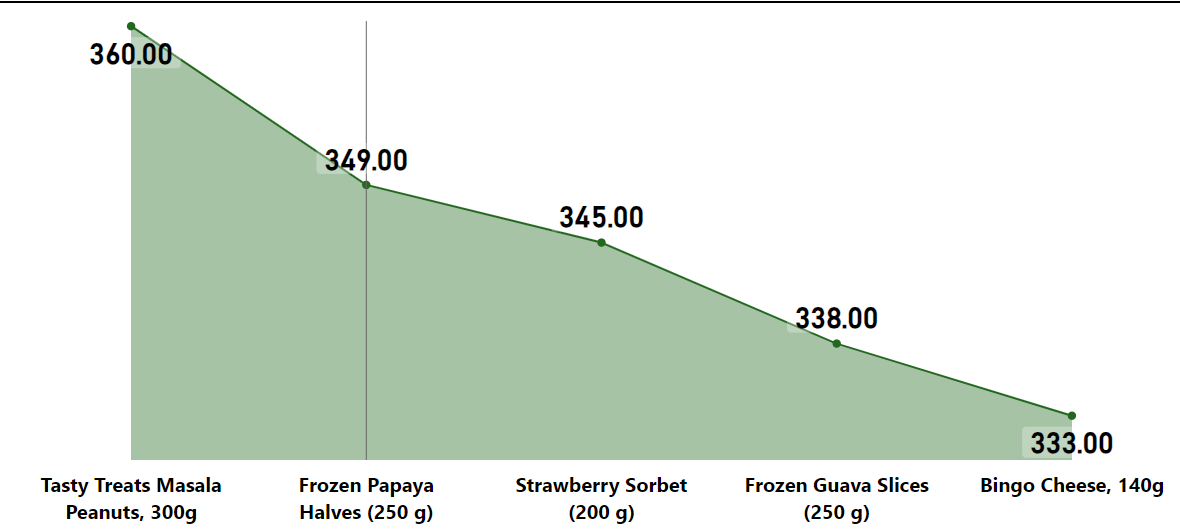 360.00
349.00
345.00
338.00
333.00
Tasty Treats Masala
Peanuts, 300g
Frozen Papaya
Halves (250 g)
Strawberry Sorbet
(200 g)
Frozen Guava Slices
(250 g)
Bingo Cheese, 140g